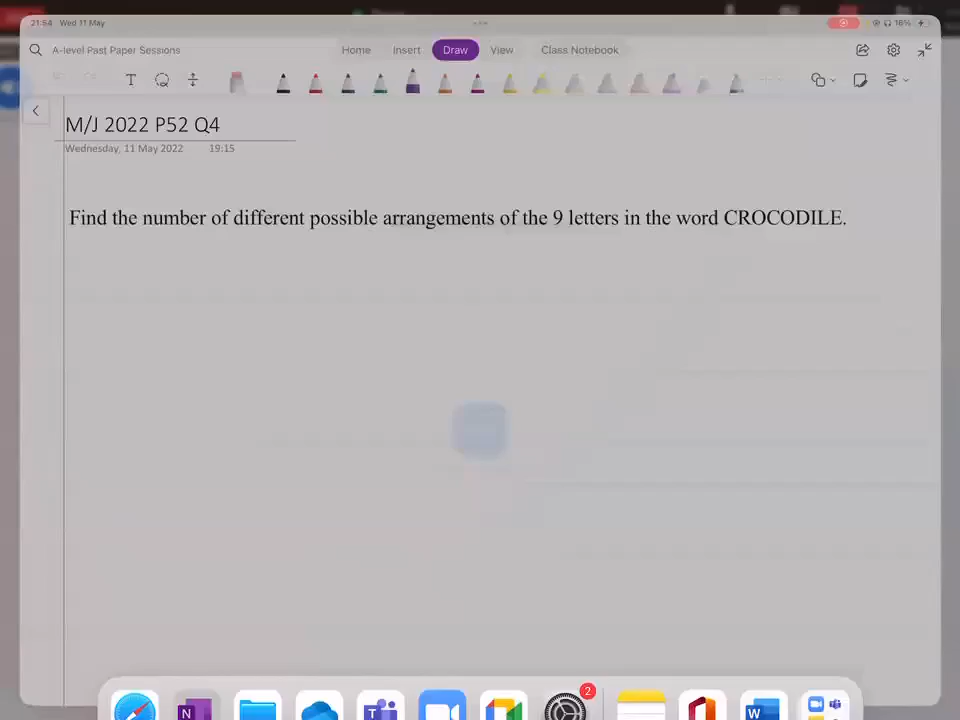 21:54 Wed 11 May
16%
A-level Past Paper Sessions
Home Insert Draw View Class Notebook
T
M/J 2022 P52 Q4
Wednesday, 11 May 2022 19:15
Find the number of different possible arrangements of the 9 letters in the word CROCODILE.
2
N
T
W